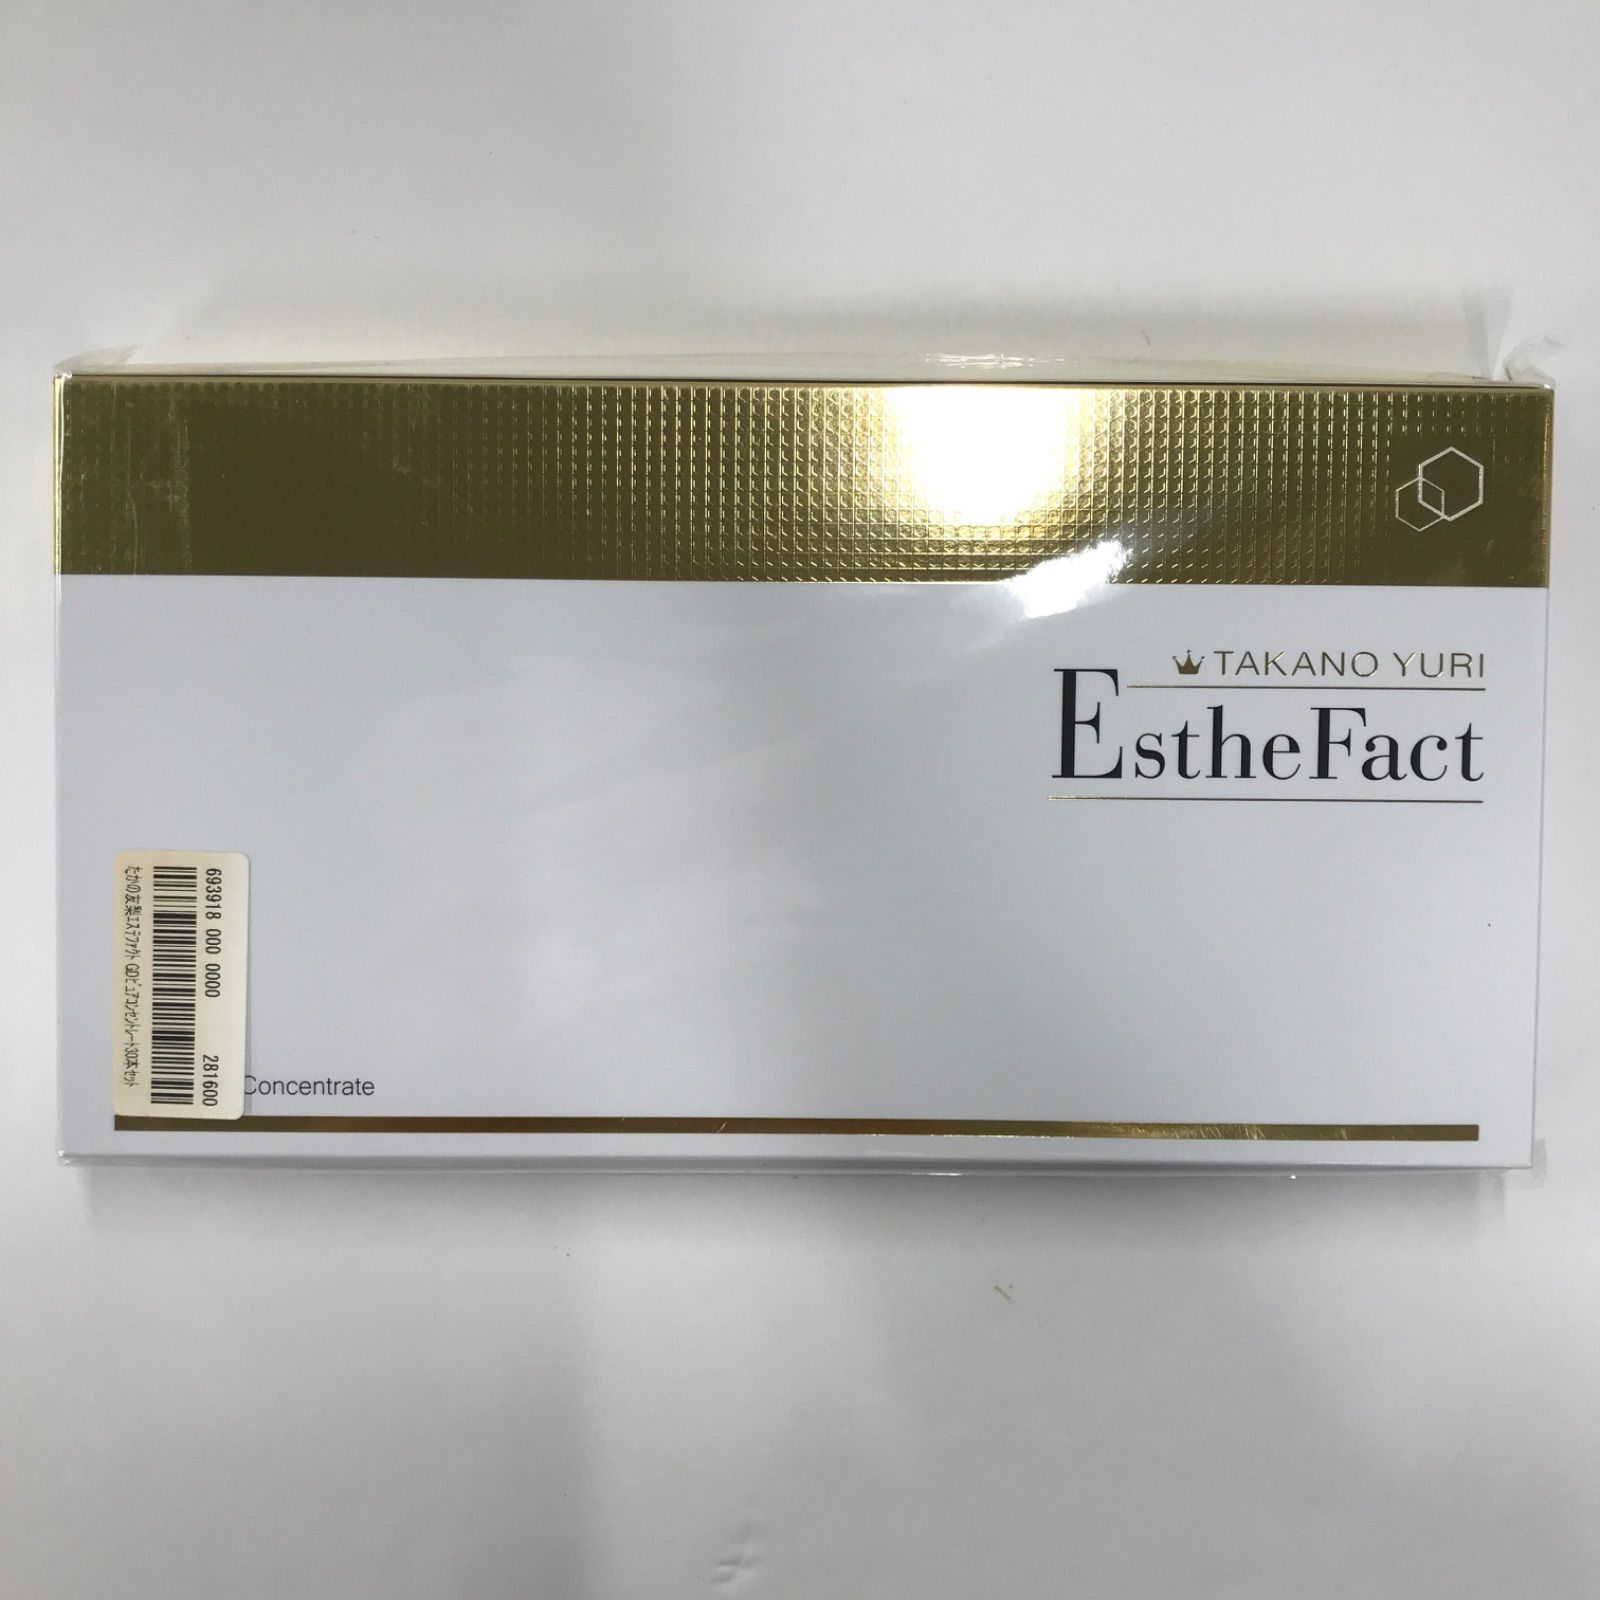 TAKANO YURI
EstheFact
693918 000 0000 281600
たかの友梨エステファクト GDピュアコンセントレート30本セット
Concentrate